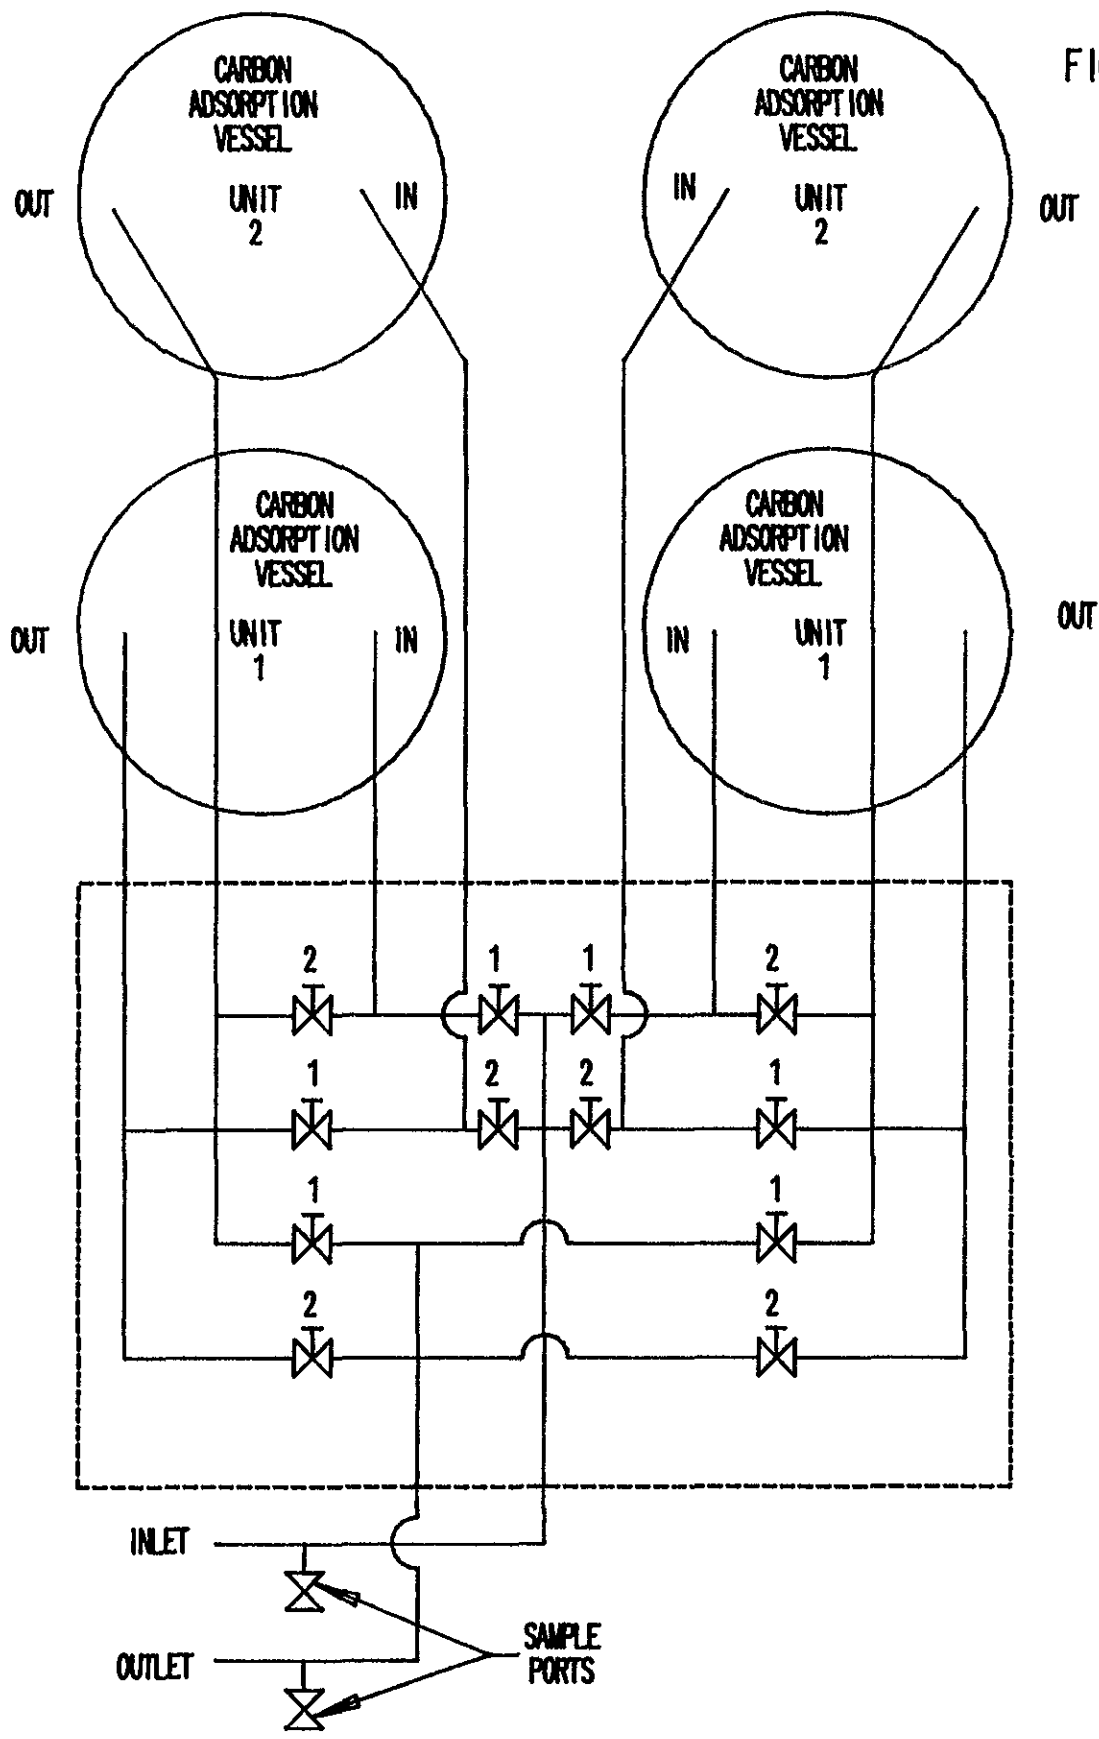 CARBON
ADSORPTION
VESSEL
OUT
UNIT
2
IN
CARBON
ADSORPTION
VESSEL
IN
UNIT
2
OUT
CARBON
ADSORPTION
VESSEL
OUT
UNIT
1
IN
CARBON
ADSORPTION
VESSEL
IN
UNIT
1
OUT
2 1 1 2
1 2 2 1
1 1
2 2
INLET
OUTLET
SAMPLE
PORTS